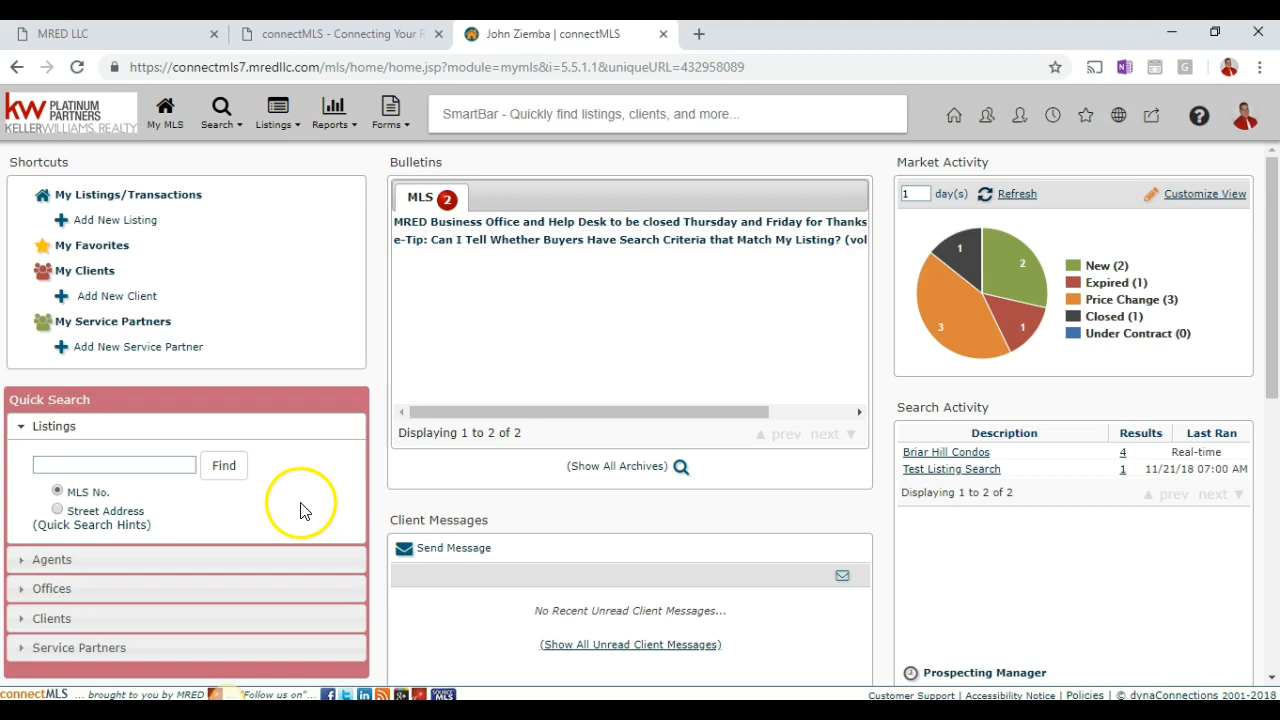 MRED LLC
connectMLS - Connecting Your R
John Ziemba | connectMLS
https://connectmls7.mredllc.com/mls/home/home.jsp?module=mymls&i=5.5.1.1&uniqueURL=432958089
kw PLATINUM PARTNERS
KELLERWILLIAMS. REALTY
My MLS
Search
Listings
Reports
Forms
SmartBar - Quickly find listings, clients, and more...
Shortcuts
My Listings/Transactions
Add New Listing
My Favorites
My Clients
Add New Client
My Service Partners
Add New Service Partner
Quick Search
Listings
Find
MLS No.
Street Address
(Quick Search Hints)
Agents
Offices
Clients
Service Partners
Bulletins
MLS 2
MRED Business Office and Help Desk to be closed Thursday and Friday for Thanks
e-Tip: Can I Tell Whether Buyers Have Search Criteria that Match My Listing? (vol
Displaying 1 to 2 of 2
prev next
(Show All Archives)
Client Messages
Send Message
No Recent Unread Client Messages...
(Show All Unread Client Messages)
Market Activity
1 day(s) Refresh Customize View
1
2
3
1
New (2)
Expired (1)
Price Change (3)
Closed (1)
Under Contract (0)
Search Activity
Description Results Last Ran
Briar Hill Condos 4 Real-time
Test Listing Search 1 11/21/18 07:00 AM
Displaying 1 to 2 of 2 prev next
Prospecting Manager
connectMLS ... brought to you by MRED ... "Follow us on"...
SOURCE MLS
Customer Support | Accessibility Notice | Policies | © dynaConnections 2001-2018